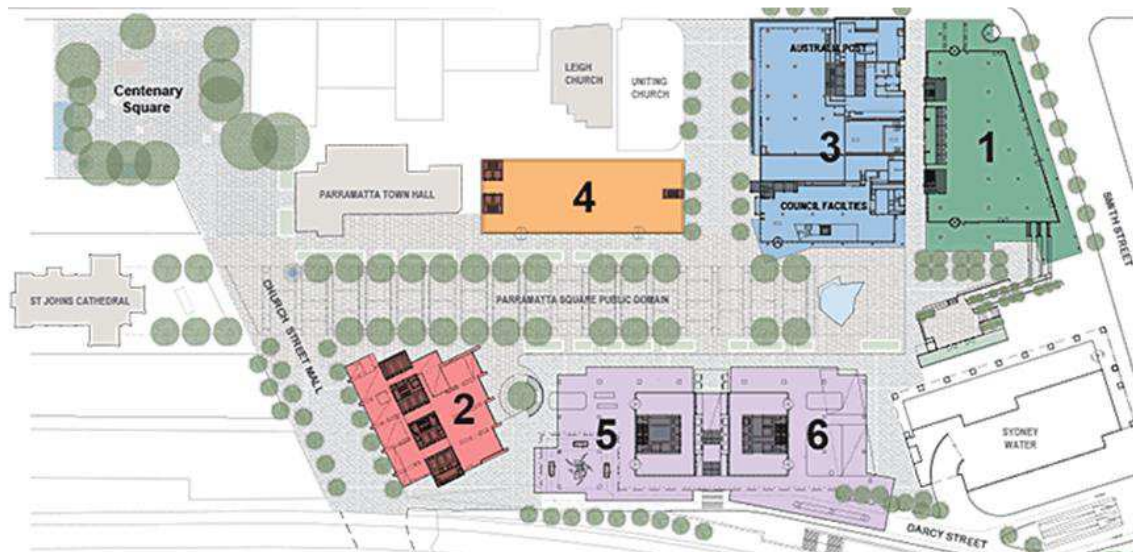 AUSTRALIA POST
LEIGH
CHURCH
UNITING
CHURCH
Centenary
Square
3
1
4
PARRAMATTA TOWN HALL
COUNCIL FACILTIES
SMITH STREET
ST JOHNS CATHEDRAL
PARRAMATTA SQUARE PUBLIC DOMAIN
CHURCH STREET MALL
2
5
6
SYDNEY
WATER
DARCY STREET